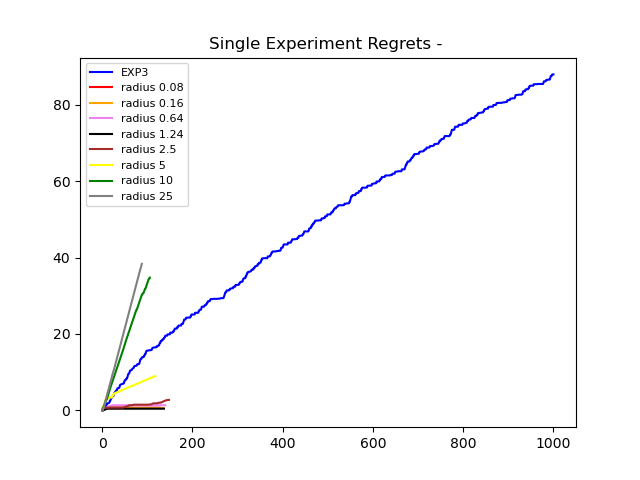 Single Experiment Regrets -
EXP3
radius 0.08
radius 0.16
radius 0.64
radius 1.24
radius 2.5
radius 5
radius 10
radius 25
80
60
40
20
0
0 200 400 600 800 1000